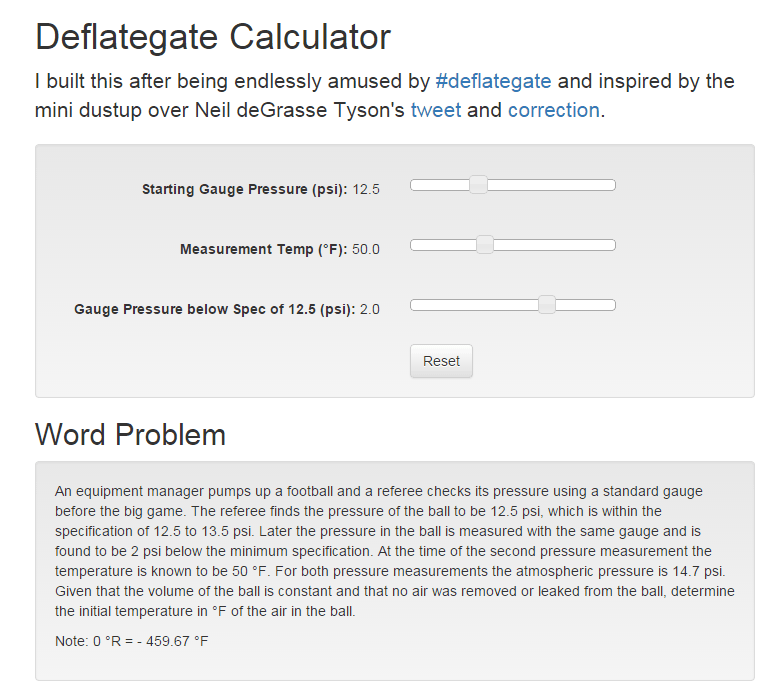 Deflategate Calculator
I built this after being endlessly amused by #deflategate and inspired by the
mini dustup over Neil deGrasse Tyson's tweet and correction.
Starting Gauge Pressure (psi): 12.5
Measurement Temp (°F): 50.0
Gauge Pressure below Spec of 12.5 (psi): 2.0
Reset
Word Problem
An equipment manager pumps up a football and a referee checks its pressure using a standard gauge
before the big game. The referee finds the pressure of the ball to be 12.5 psi, which is within the
specification of 12.5 to 13.5 psi. Later the pressure in the ball is measured with the same gauge and is
found to be 2 psi below the minimum specification. At the time of the second pressure measurement the
temperature is known to be 50 °F. For both pressure measurements the atmospheric pressure is 14.7 psi.
Given that the volume of the ball is constant and that no air was removed or leaked from the ball, determine
the initial temperature in °F of the air in the ball.
Note: 0 °R = - 459.67 °F